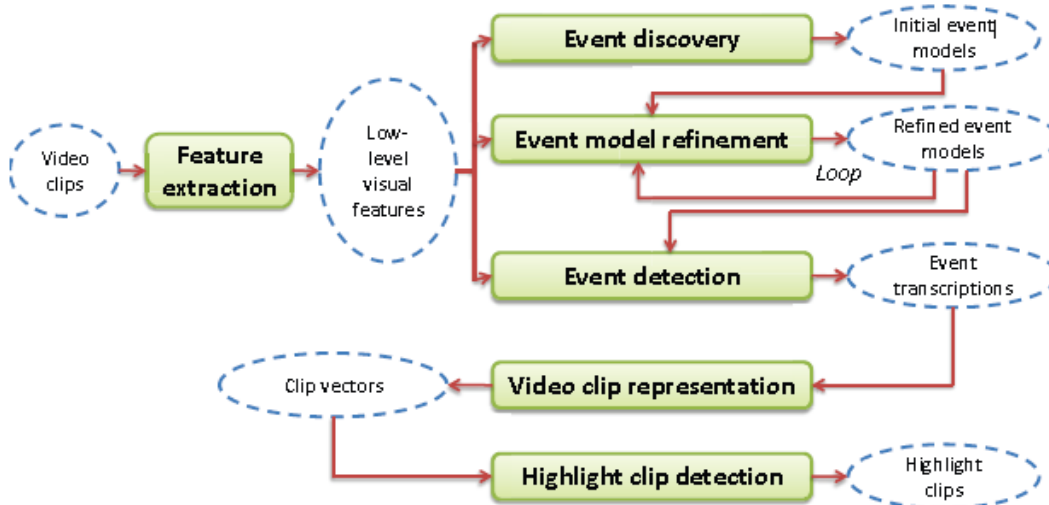 Video
clips
Feature
extraction
Low-
level
visual
features
Event discovery
Initial event
models
Event model refinement
Refined event
models
Loop
Event detection
Event
transcriptions
Video clip representation
Clip vectors
Highlight clip detection
Highlight
clips